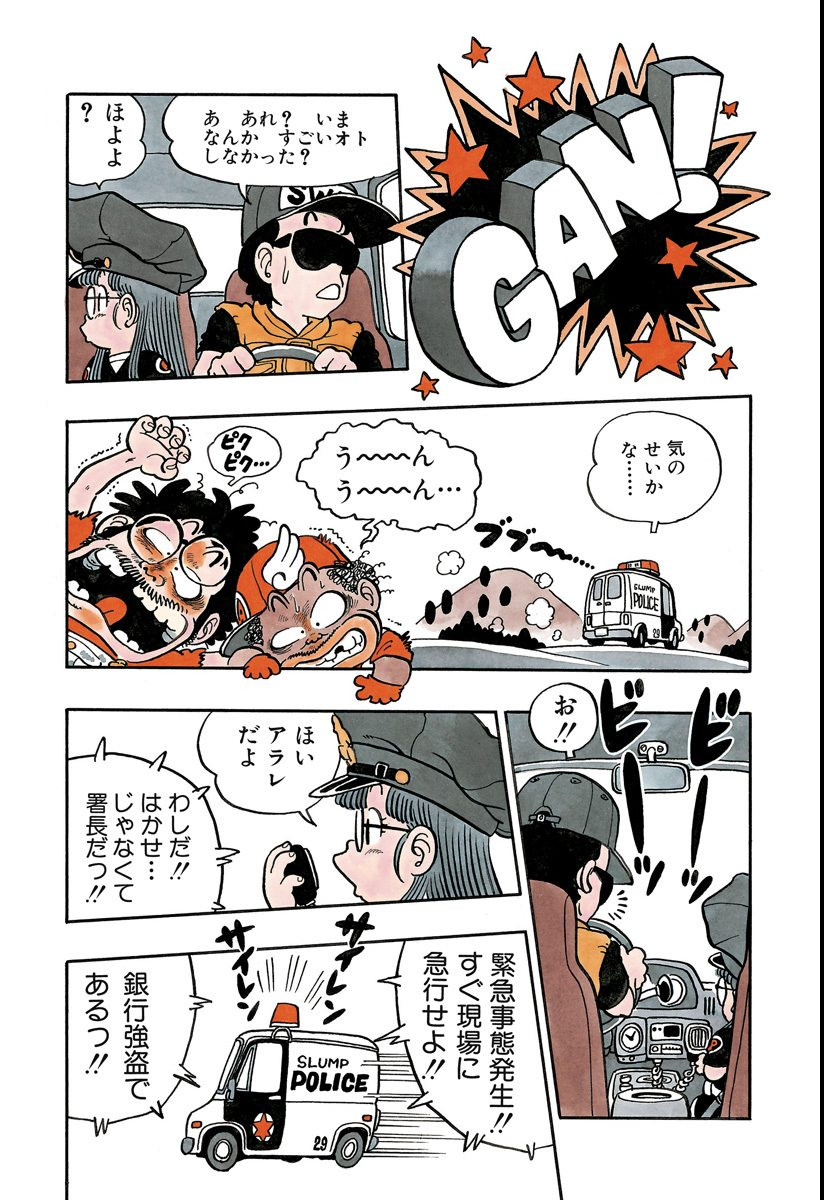 GAN!
あ　あれ？　いま
なんか　すごいオト
しなかった？
SW
ほよよ
？
気の
せいか
な……
ブブ〜〜……
SLUMP
POLICE
29
う〜〜〜ん
う〜〜〜ん…
ピク
ピク…
ビーッ
ビーッ
お!!
ほい
アラレ
だよ
わしだ!!
はかせ…
じゃなくて
署長だっ!!
緊急事態発生!!
すぐ現場に
急行せよ!!
サイレン
サイレン
SLUMP
POLICE
29
銀行強盗で
あるっ!!